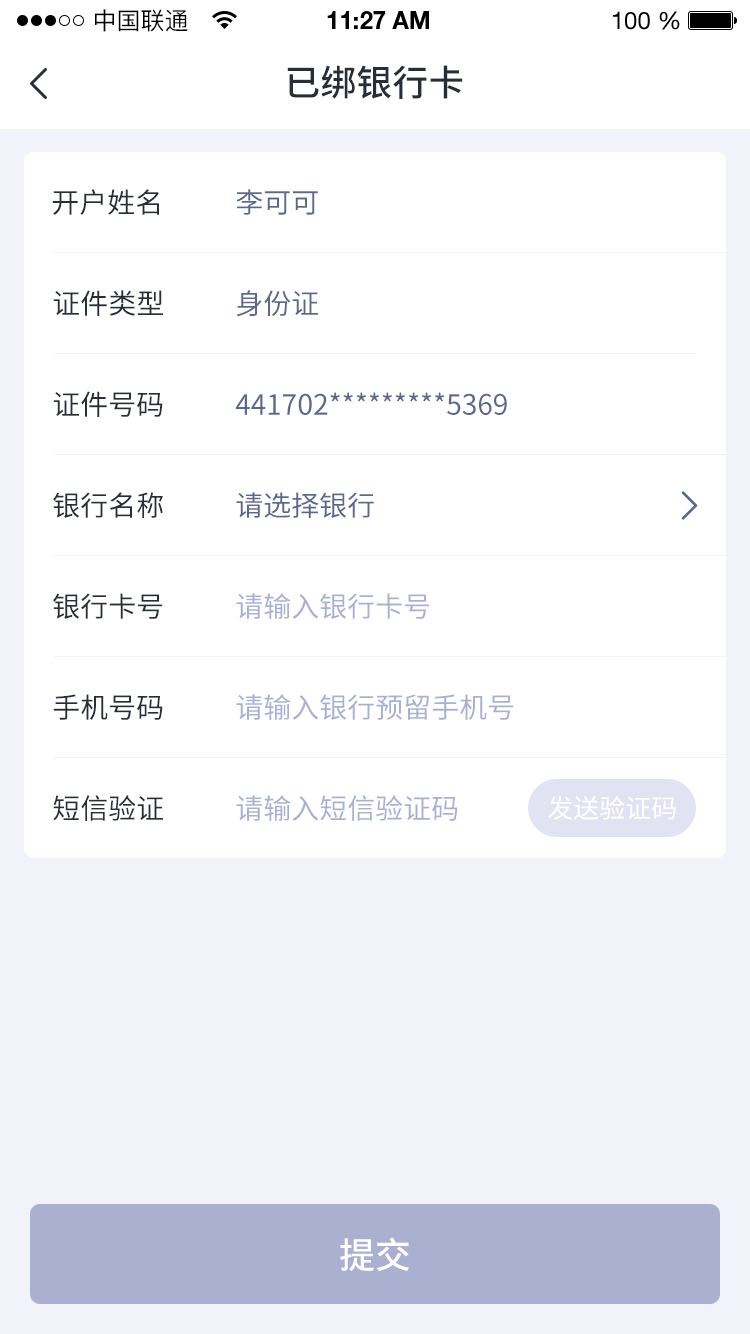 中国联通 11:27 AM 100 %
已绑银行卡
开户姓名 李可可
证件类型 身份证
证件号码 441702*********5369
银行名称 请选择银行
银行卡号 请输入银行卡号
手机号码 请输入银行预留手机号
短信验证 请输入短信验证码 发送验证码
提交